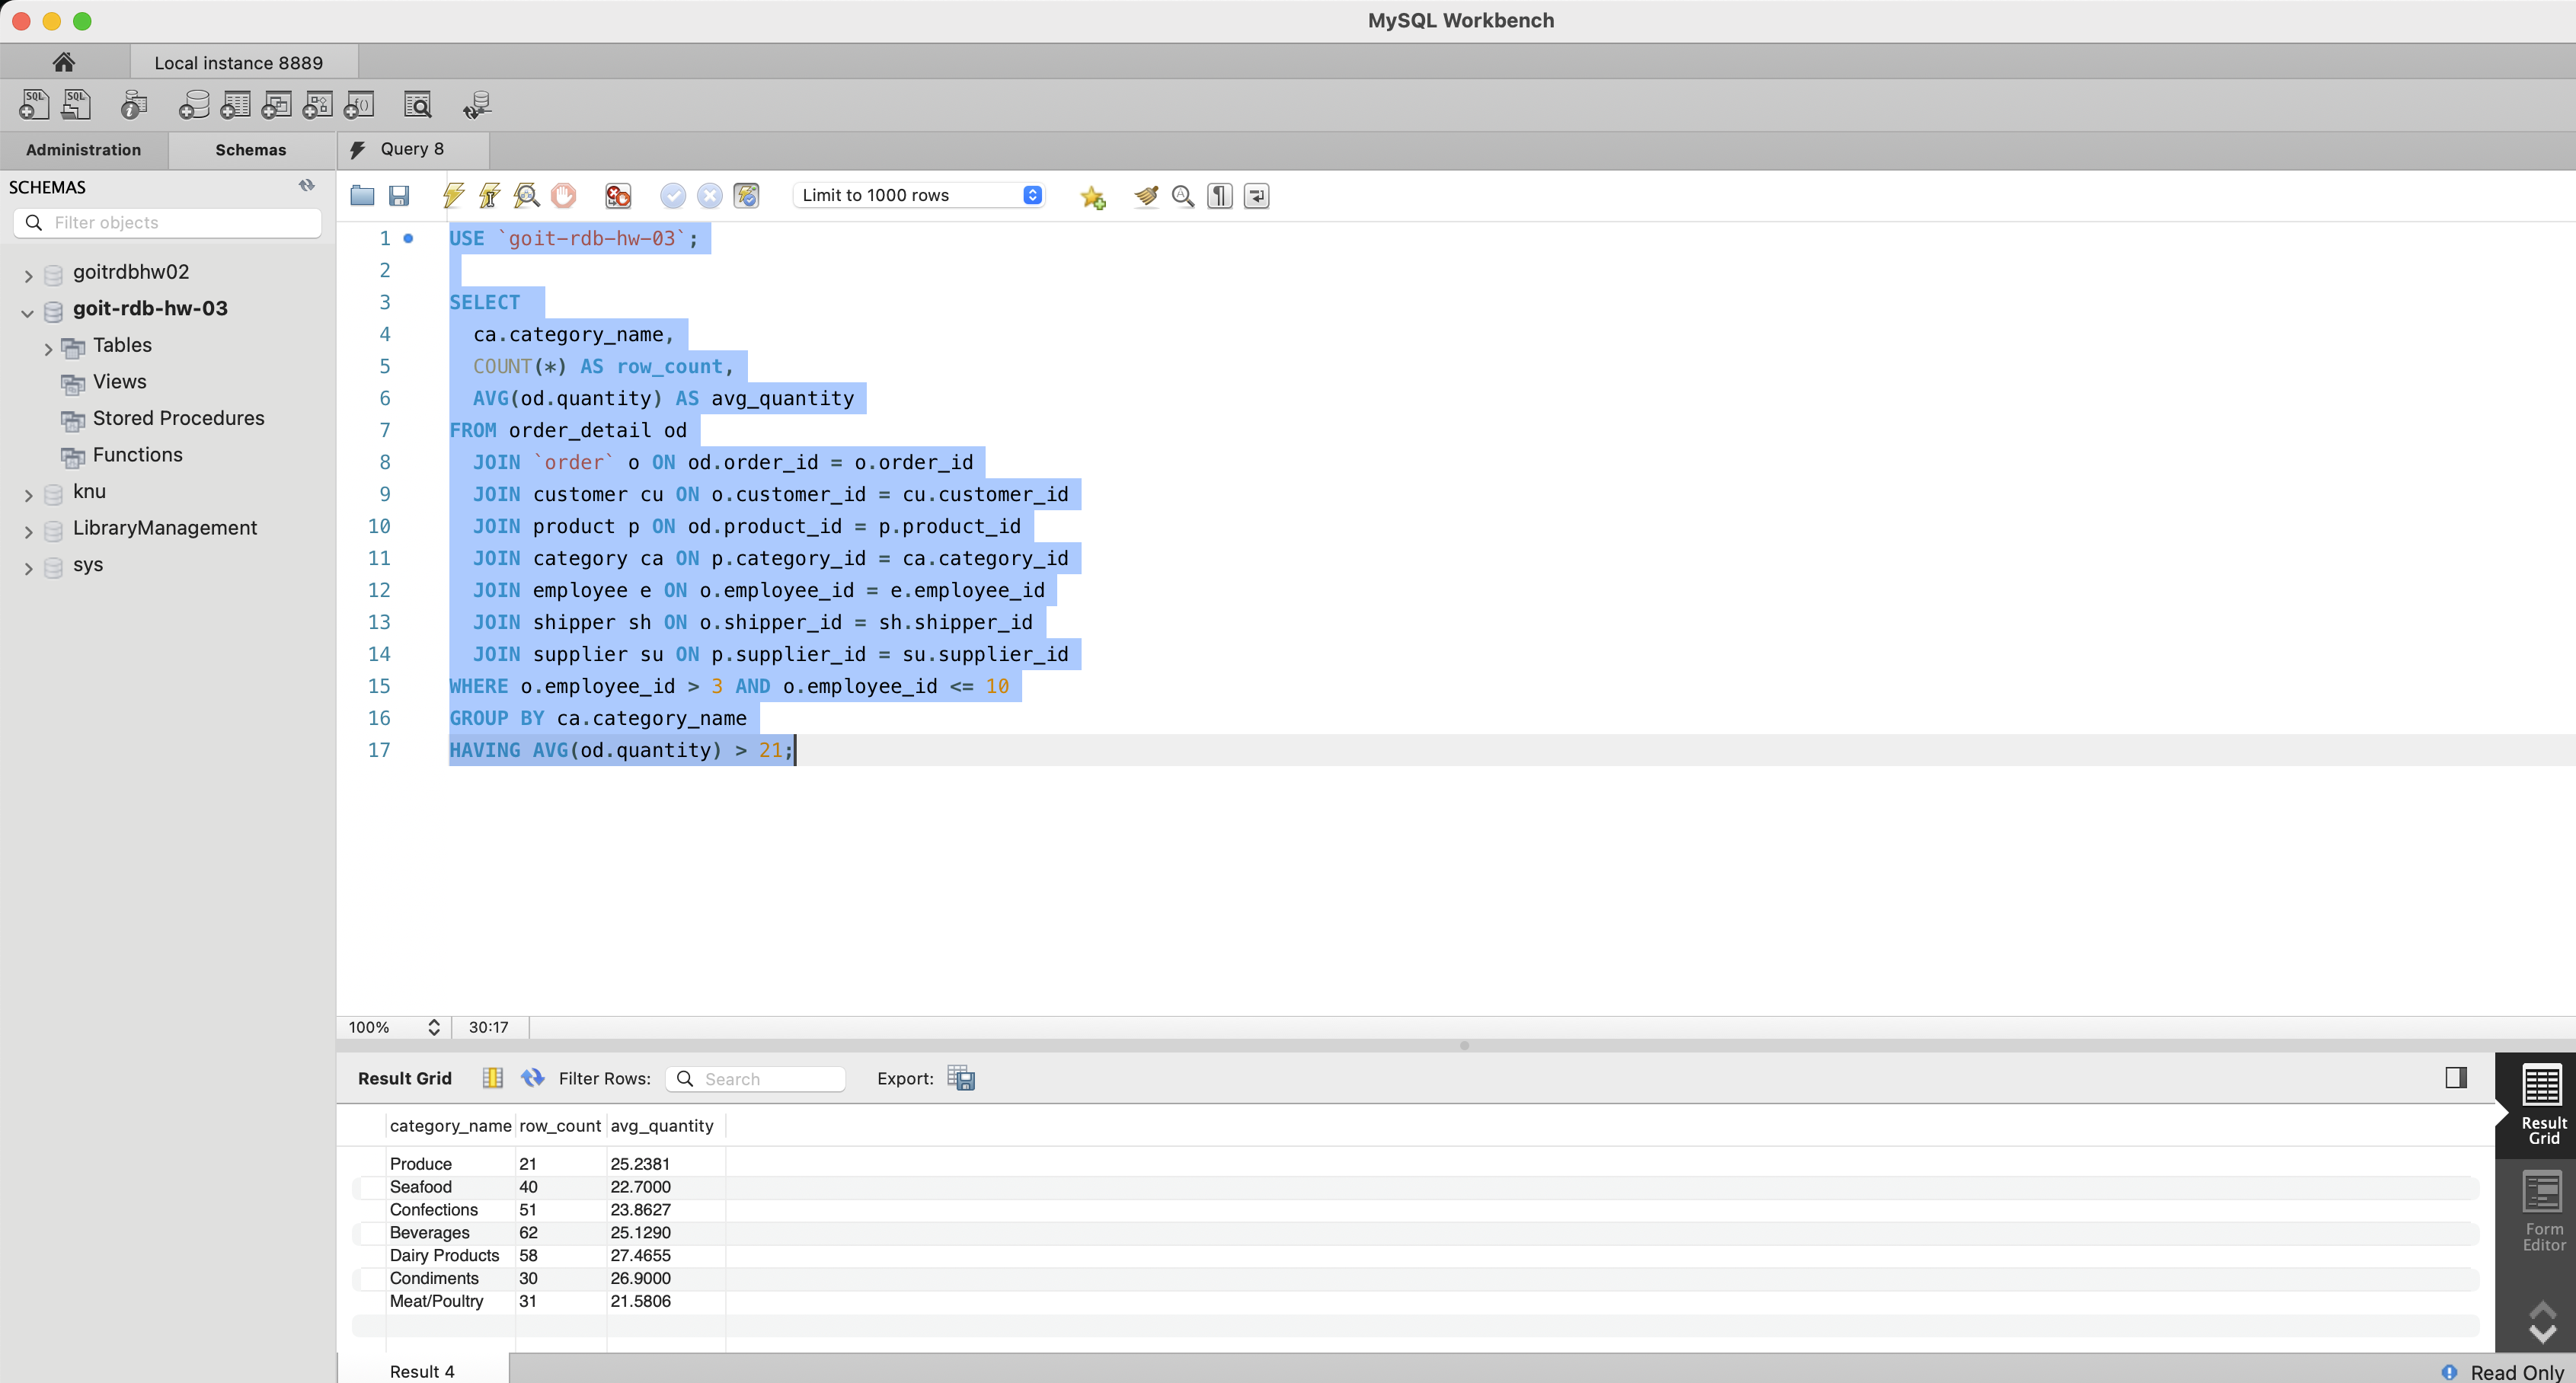 MySQL Workbench
Local instance 8889
Administration
Schemas
Query 8
SCHEMAS
Filter objects
goitrdbhw02
goit-rdb-hw-03
Tables
Views
Stored Procedures
Functions
knu
LibraryManagement
sys
Limit to 1000 rows
1 USE `goit-rdb-hw-03`;
2
3 SELECT
4 ca.category_name,
5 COUNT(*) AS row_count,
6 AVG(od.quantity) AS avg_quantity
7 FROM order_detail od
8 JOIN `order` o ON od.order_id = o.order_id
9 JOIN customer cu ON o.customer_id = cu.customer_id
10 JOIN product p ON od.product_id = p.product_id
11 JOIN category ca ON p.category_id = ca.category_id
12 JOIN employee e ON o.employee_id = e.employee_id
13 JOIN shipper sh ON o.shipper_id = sh.shipper_id
14 JOIN supplier su ON p.supplier_id = su.supplier_id
15 WHERE o.employee_id > 3 AND o.employee_id <= 10
16 GROUP BY ca.category_name
17 HAVING AVG(od.quantity) > 21;
100% 30:17
Result Grid Filter Rows: Search Export:
category_name row_count avg_quantity
Produce 21 25.2381
Seafood 40 22.7000
Confections 51 23.8627
Beverages 62 25.1290
Dairy Products 58 27.4655
Condiments 30 26.9000
Meat/Poultry 31 21.5806
Result
Grid
Form
Editor
Result 4
Read Only